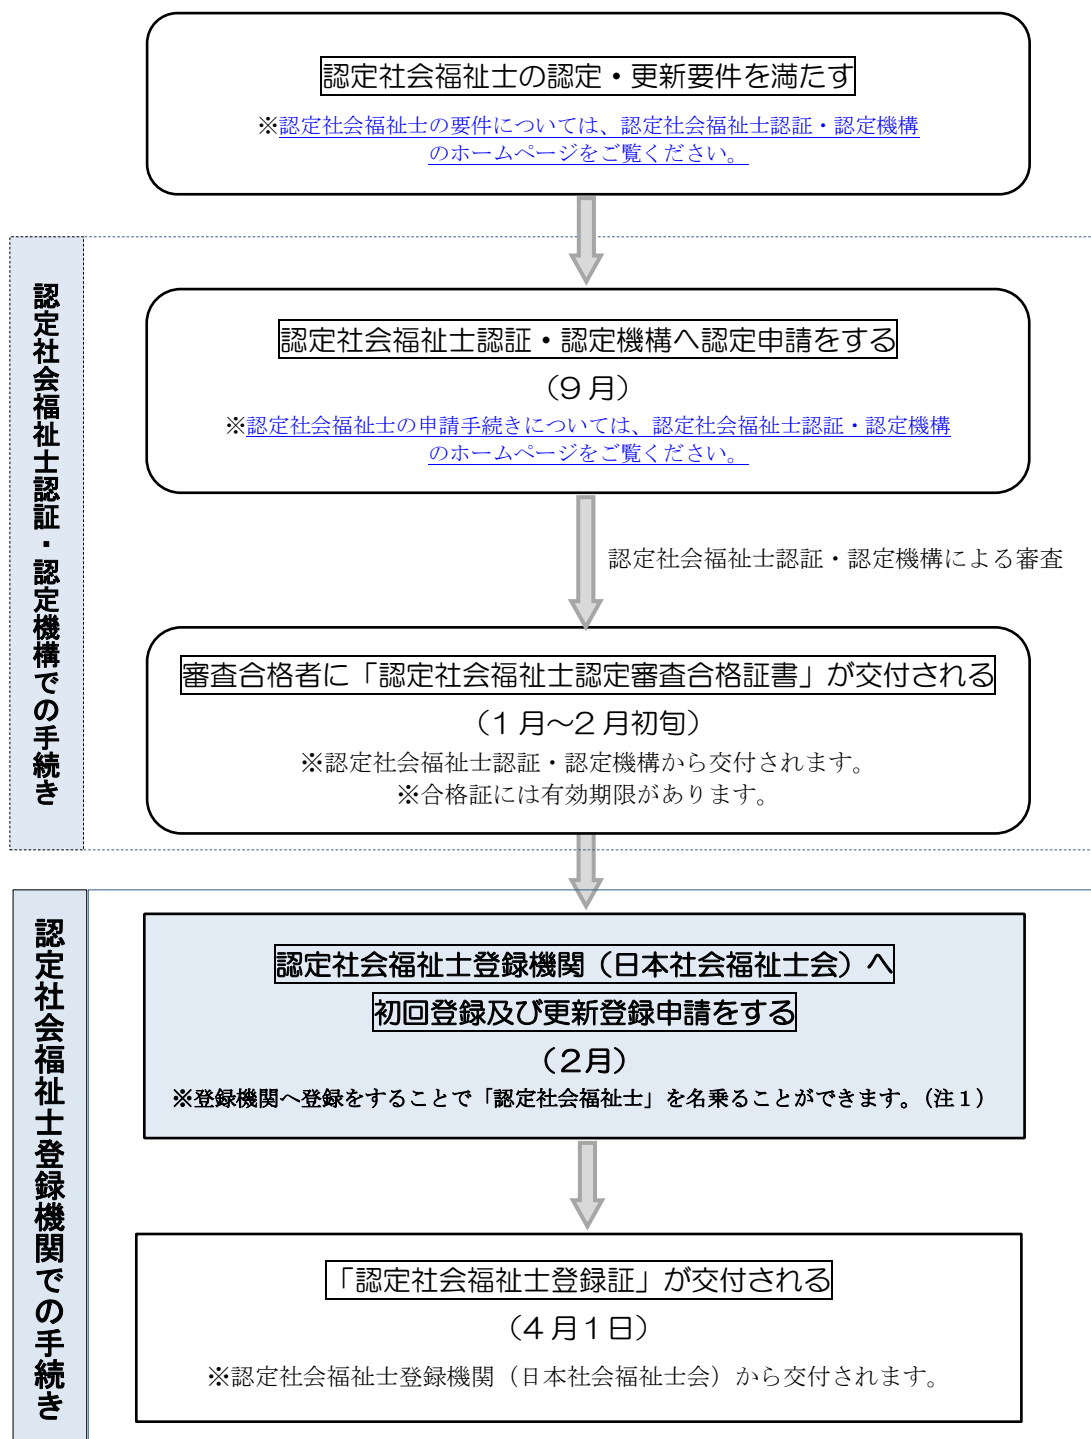 認定社会福祉士の認定・更新要件を満たす
※認定社会福祉士の要件については、認定社会福祉士認証・認定機構
のホームページをご覧ください。
認定社会福祉士認証・認定機構での手続き
認定社会福祉士認証・認定機構へ認定申請をする
（９月）
※認定社会福祉士の申請手続きについては、認定社会福祉士認証・認定機構
のホームページをご覧ください。
認定社会福祉士認証・認定機構による審査
審査合格者に「認定社会福祉士認定審査合格証書」が交付される
（１月～２月初旬）
※認定社会福祉士認証・認定機構から交付されます。
※合格証には有効期限があります。
認定社会福祉士登録機関での手続き
認定社会福祉士登録機関（日本社会福祉士会）へ
初回登録及び更新登録申請をする
（２月）
※登録機関へ登録をすることで「認定社会福祉士」を名乗ることができます。（注１）
「認定社会福祉士登録証」が交付される
（４月１日）
※認定社会福祉士登録機関（日本社会福祉士会）から交付されます。